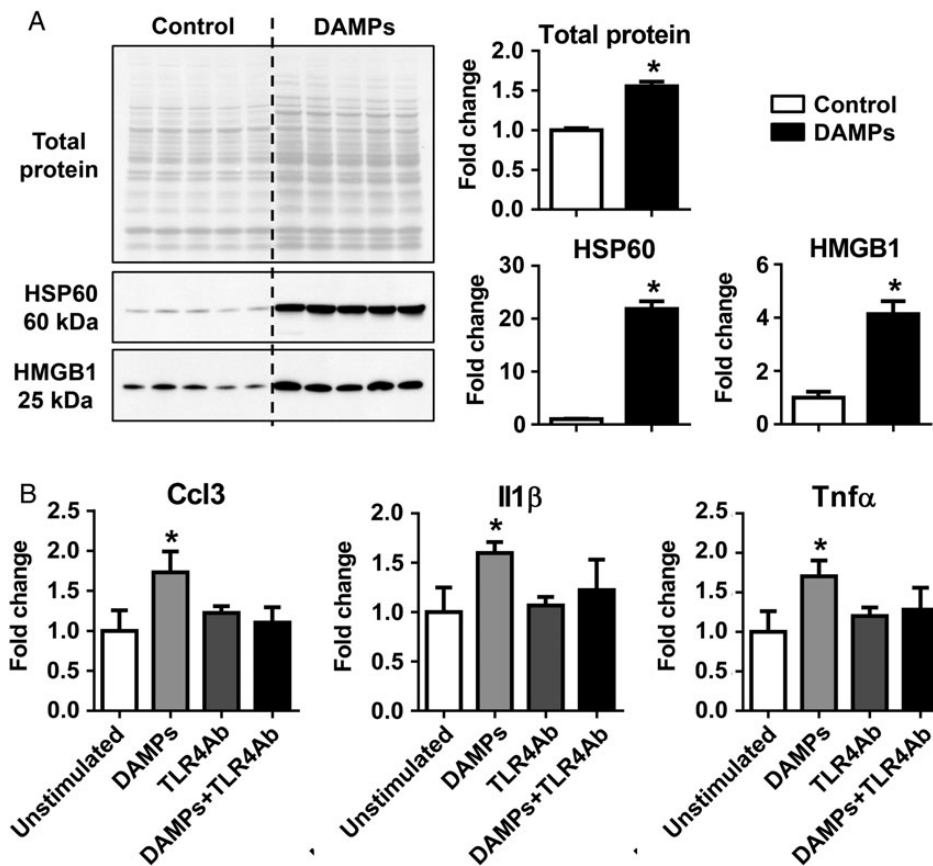 A
Control
DAMPs
Total
protein
HSP60
60 kDa
HMGB1
25 kDa
Total protein
Fold change
2.0
1.5
1.0
0.5
0.0
*
Control
DAMPs
HSP60
Fold change
30
20
10
0
*
HMGB1
Fold change
6
4
2
0
*
B
Ccl3
Fold change
2.5
2.0
1.5
1.0
0.5
0.0
*
Unstimulated
DAMPs
TLR4Ab
DAMPs+TLR4Ab
Il1β
Fold change
2.0
1.5
1.0
0.5
0.0
*
Unstimulated
DAMPs
TLR4Ab
DAMPs+TLR4Ab
Tnfα
Fold change
2.5
2.0
1.5
1.0
0.5
0.0
*
Unstimulated
DAMPs
TLR4Ab
DAMPs+TLR4Ab